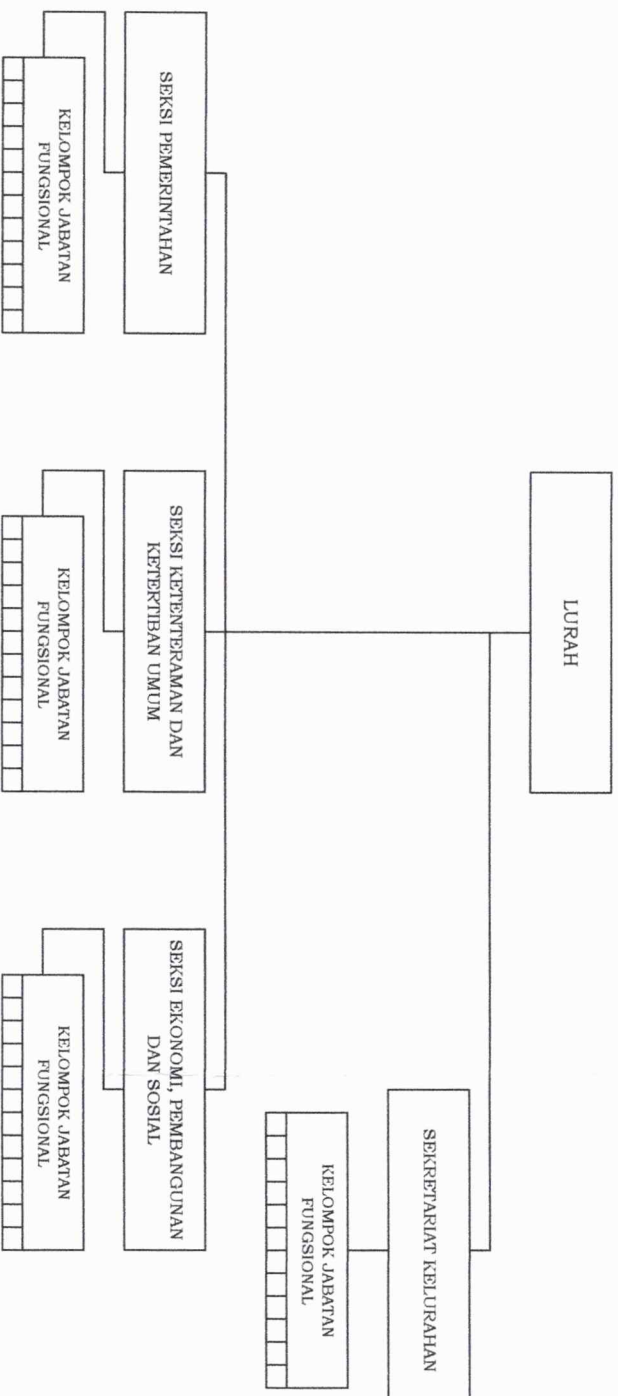 LURAH
SEKRETARIAT KELURAHAN
KELOMPOK JABATAN
FUNGSIONAL
SEKSI PEMERINTAHAN
SEKSI KETENTERAMAN DAN
KETERTIBAN UMUM
SEKSI EKONOMI, PEMBANGUNAN
DAN SOSIAL
KELOMPOK JABATAN
FUNGSIONAL
KELOMPOK JABATAN
FUNGSIONAL
KELOMPOK JABATAN
FUNGSIONAL